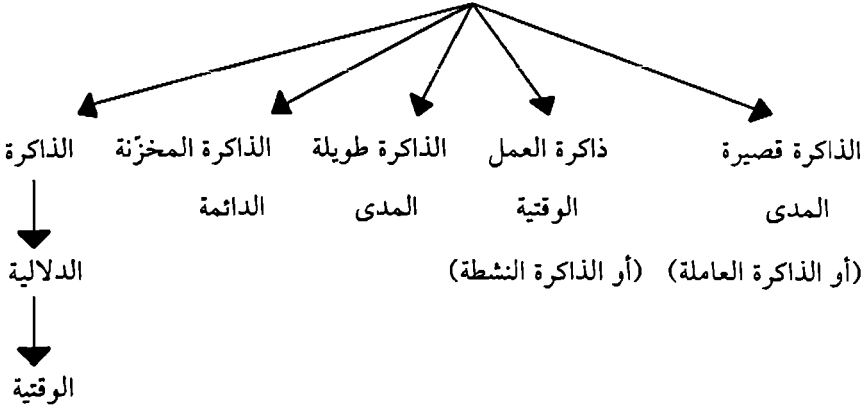 الذاكرة قصيرة
المدى
(أو الذاكرة العاملة)
ذاكرة العمل
الوقتية
(أو الذاكرة النشطة)
الذاكرة طويلة
المدى
الذاكرة المخزّنة
الدائمة
الذاكرة
الدلالية
الوقتية